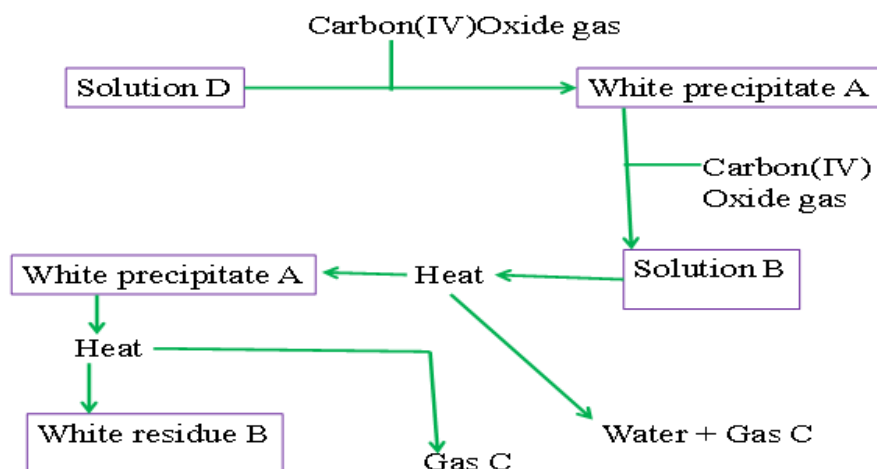 Carbon(IV)Oxide gas
Solution D
White precipitate A
Carbon(IV)
Oxide gas
White precipitate A
Heat
Solution B
Heat
White residue B
Gas C
Water + Gas C